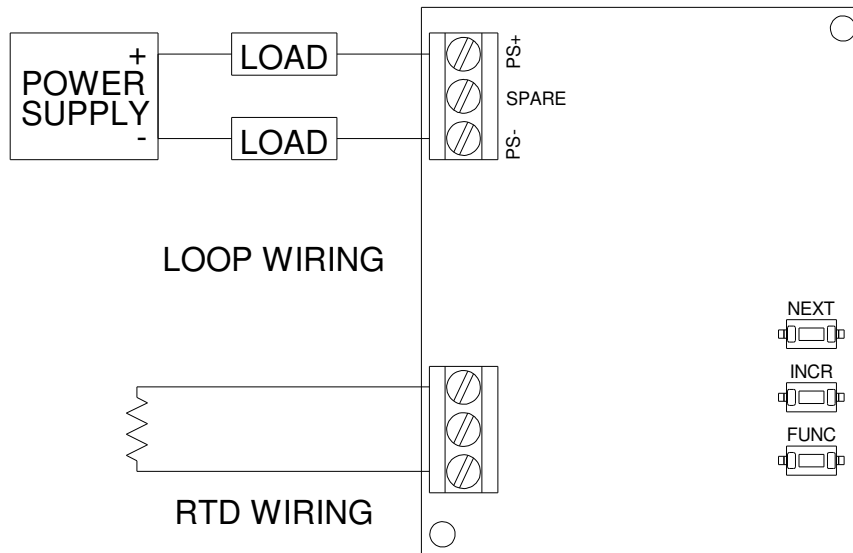 +
POWER
SUPPLY
-
LOAD
LOAD
PS+
SPARE
PS-
LOOP WIRING
NEXT
INCR
FUNC
RTD WIRING